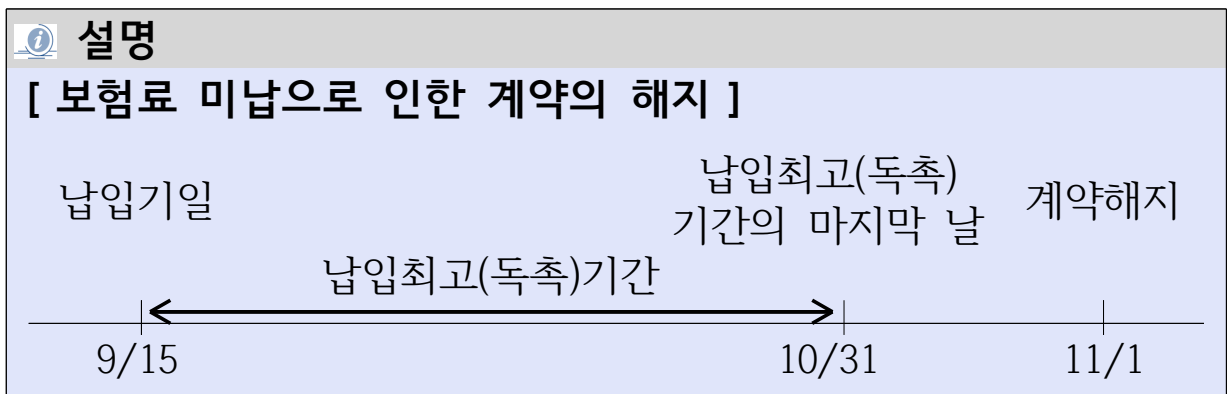 설명
[ 보험료 미납으로 인한 계약의 해지 ]
납입기일
납입최고(독촉)
기간의 마지막 날
계약해지
납입최고(독촉)기간
9/15
10/31
11/1